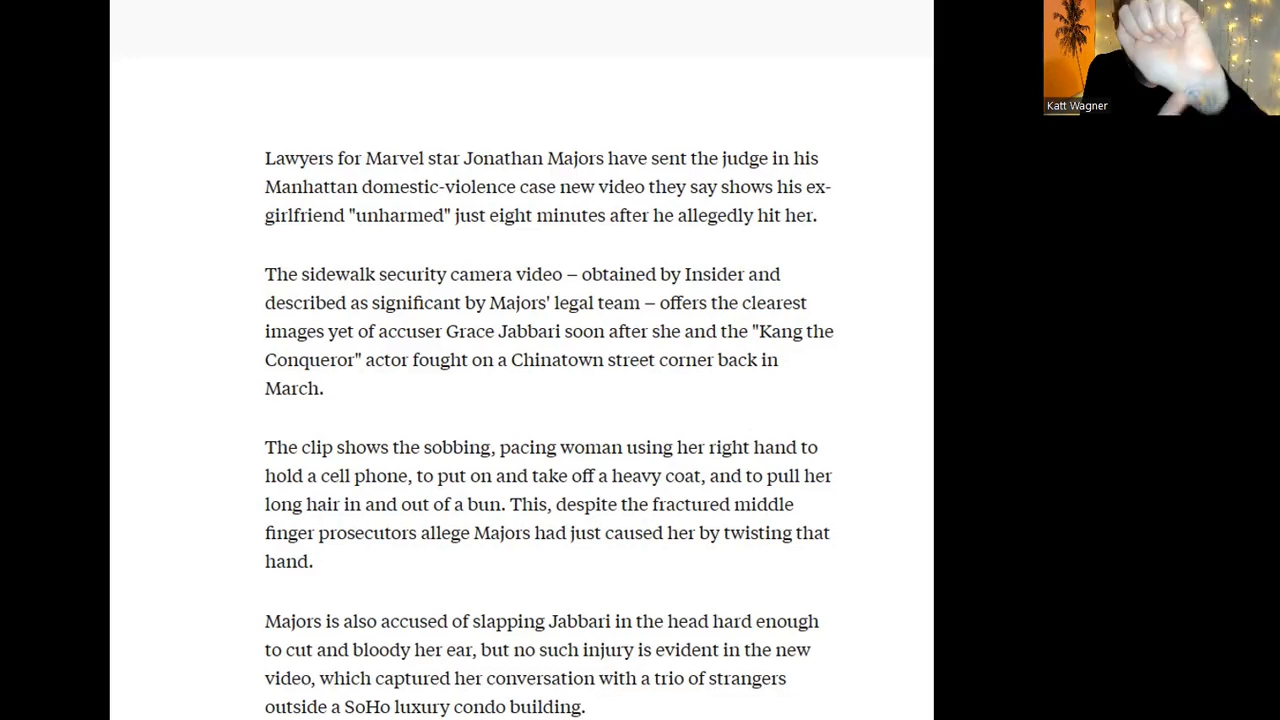 Katt Wagner
Lawyers for Marvel star Jonathan Majors have sent the judge in his
Manhattan domestic-violence case new video they say shows his ex-
girlfriend "unharmed" just eight minutes after he allegedly hit her.
The sidewalk security camera video – obtained by Insider and
described as significant by Majors' legal team – offers the clearest
images yet of accuser Grace Jabbari soon after she and the "Kang the
Conqueror" actor fought on a Chinatown street corner back in
March.
The clip shows the sobbing, pacing woman using her right hand to
hold a cell phone, to put on and take off a heavy coat, and to pull her
long hair in and out of a bun. This, despite the fractured middle
finger prosecutors allege Majors had just caused her by twisting that
hand.
Majors is also accused of slapping Jabbari in the head hard enough
to cut and bloody her ear, but no such injury is evident in the new
video, which captured her conversation with a trio of strangers
outside a SoHo luxury condo building.